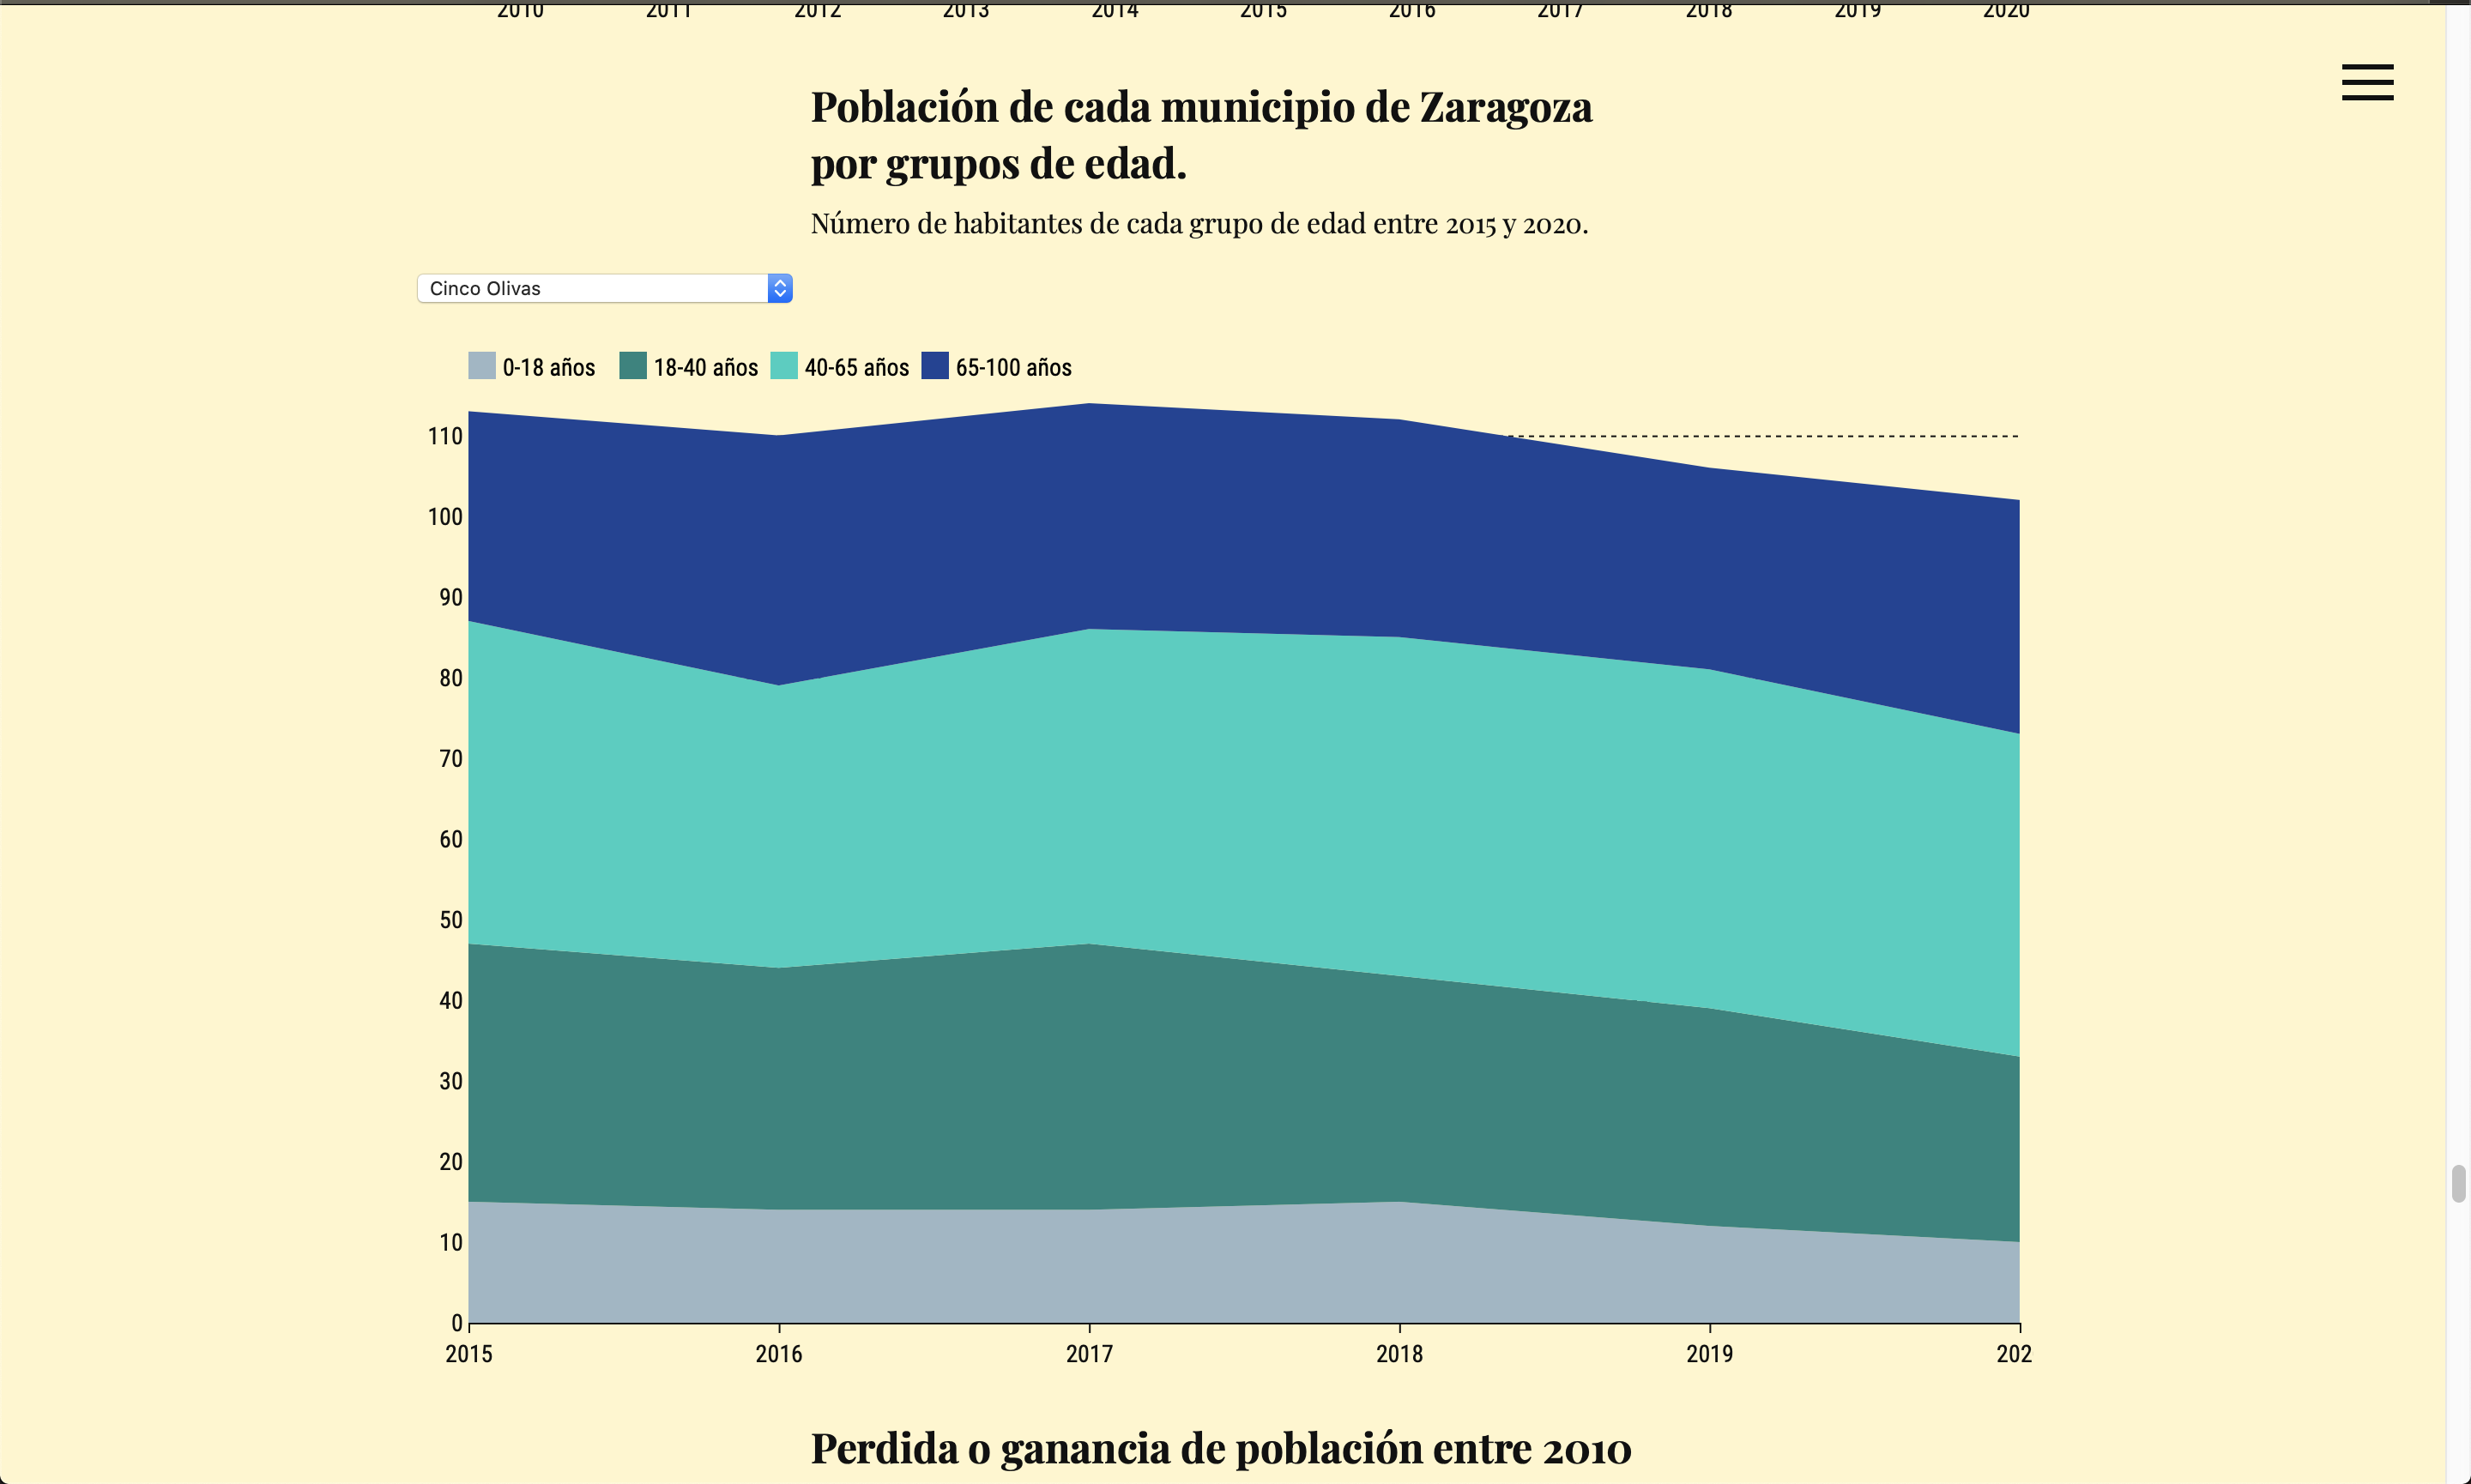 2010 2011 2012 2013 2014 2015 2016 2017 2018 2019 2020
Población de cada municipio de Zaragoza
por grupos de edad.
Número de habitantes de cada grupo de edad entre 2015 y 2020.
Cinco Olivas
0-18 años 18-40 años 40-65 años 65-100 años
110
100
90
80
70
60
50
40
30
20
10
0
2015 2016 2017 2018 2019 202
Perdida o ganancia de población entre 2010